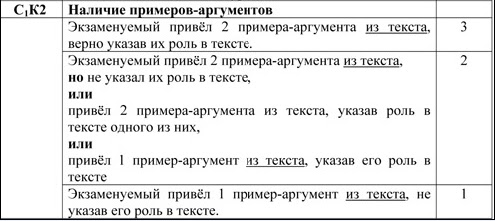 С₁К2 Наличие примеров-аргументов
Экзаменуемый привёл 2 примера-аргумента из текста, 3
верно указав их роль в тексте.
Экзаменуемый привёл 2 примера-аргумента из текста, 2
но не указал их роль в тексте,
или
привёл 2 примера-аргумента из текста, указав роль в
тексте одного из них,
или
привёл 1 пример-аргумент из текста, указав его роль в
тексте
Экзаменуемый привёл 1 пример-аргумент из текста, не 1
указав его роль в тексте.